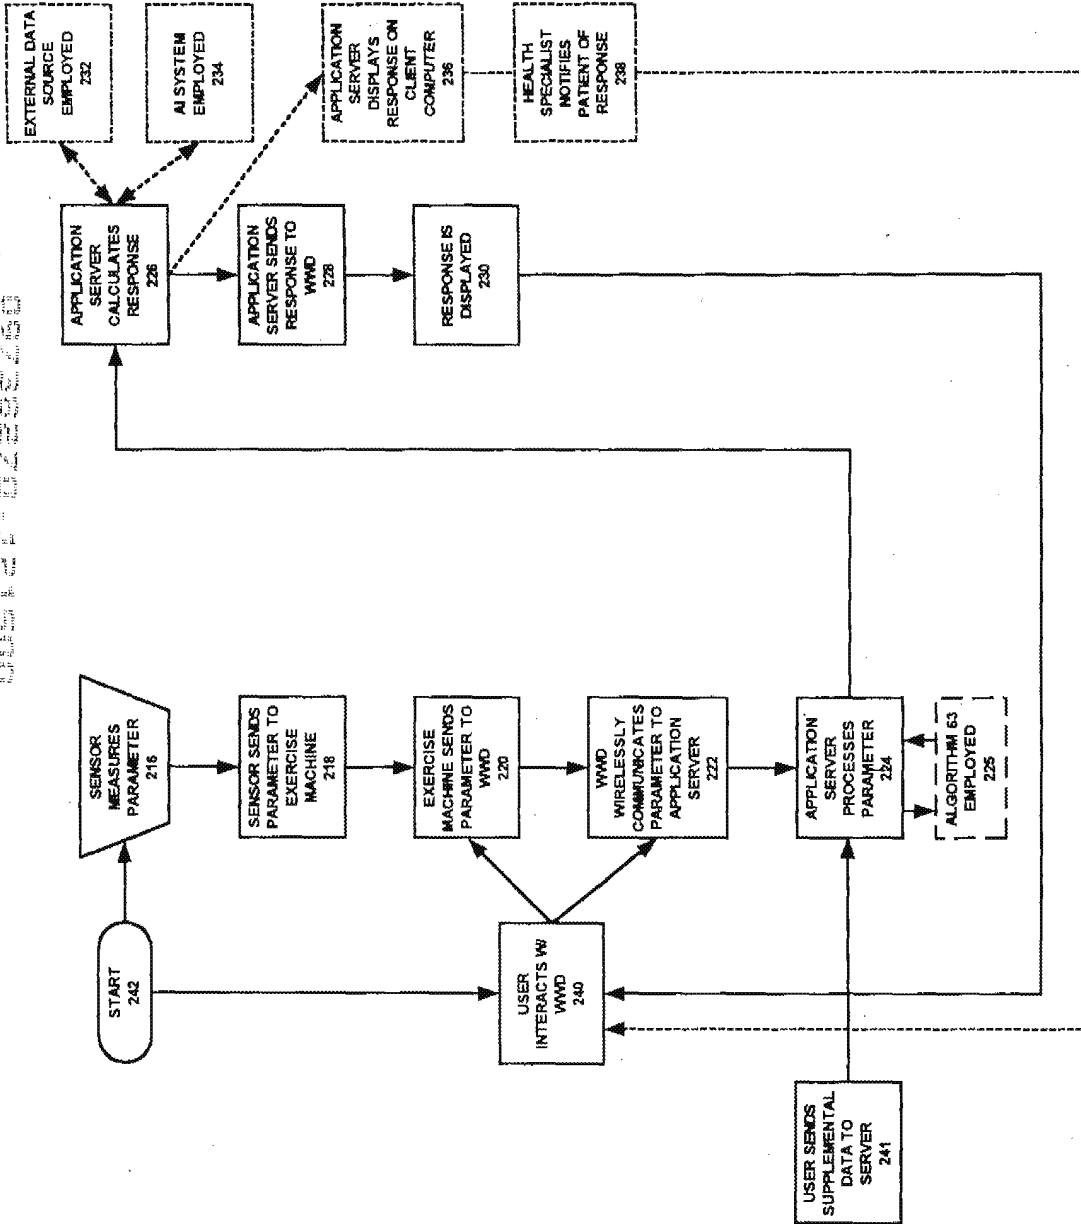 START
242
USER
INTERACTS W/
WWD
240
USER SENDS
SUPPLEMENTAL
DATA TO
SERVER
241
SENSOR
MEASURES
PARAMETER
216
SENSOR SENDS
PARAMETER TO
EXERCISE
MACHINE
218
EXERCISE
MACHINE SENDS
PARAMETER TO
WWD
220
WWD
WIRELESSLY
COMMUNICATES
PARAMETER TO
APPLICATION
SERVER
222
APPLICATION
SERVER
PROCESSES
PARAMETER
224
ALGORITHM 63
EMPLOYED
225
APPLICATION
SERVER
CALCULATES
RESPONSE
226
APPLICATION
SERVER SENDS
RESPONSE TO
WWD
228
RESPONSE IS
DISPLAYED
230
EXTERNAL DATA
SOURCE
EMPLOYED
232
AI SYSTEM
EMPLOYED
234
APPLICATION
SERVER
DISPLAYS
RESPONSE ON
CLIENT
COMPUTER
236
HEALTH
SPECIALIST
NOTIFIES
PATIENT OF
RESPONSE
238